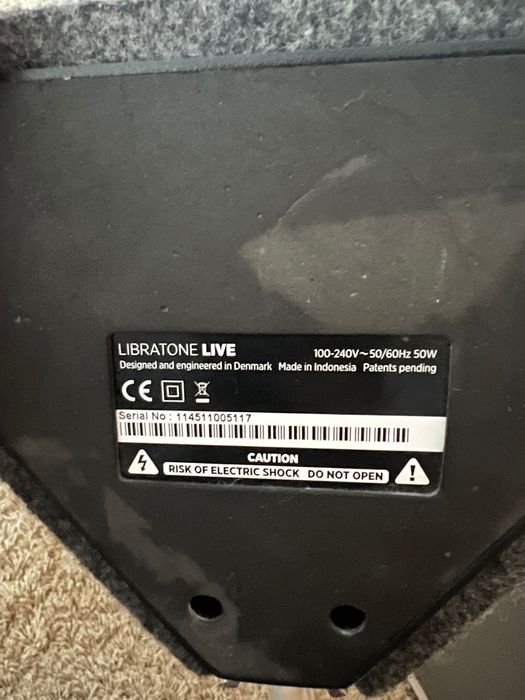 LIBRATONE LIVE 100-240V~50/60Hz 50W
Designed and engineered in Denmark Made in Indonesia Patents pending
CE
Serial No : 114511005117
CAUTION
RISK OF ELECTRIC SHOCK DO NOT OPEN